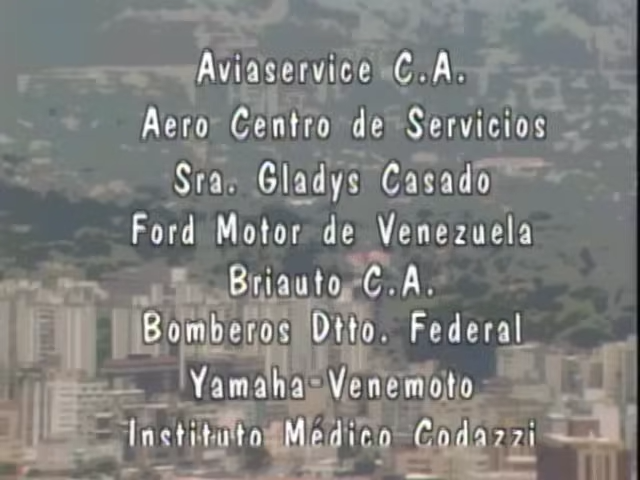 Aviaservice C.A.
Aero Centro de Servicios
Sra. Gladys Casado
Ford Motor de Venezuela
Briauto C.A.
Bomberos Dtto. Federal
Yamaha-Venemoto
Instituto Médico Codazzi